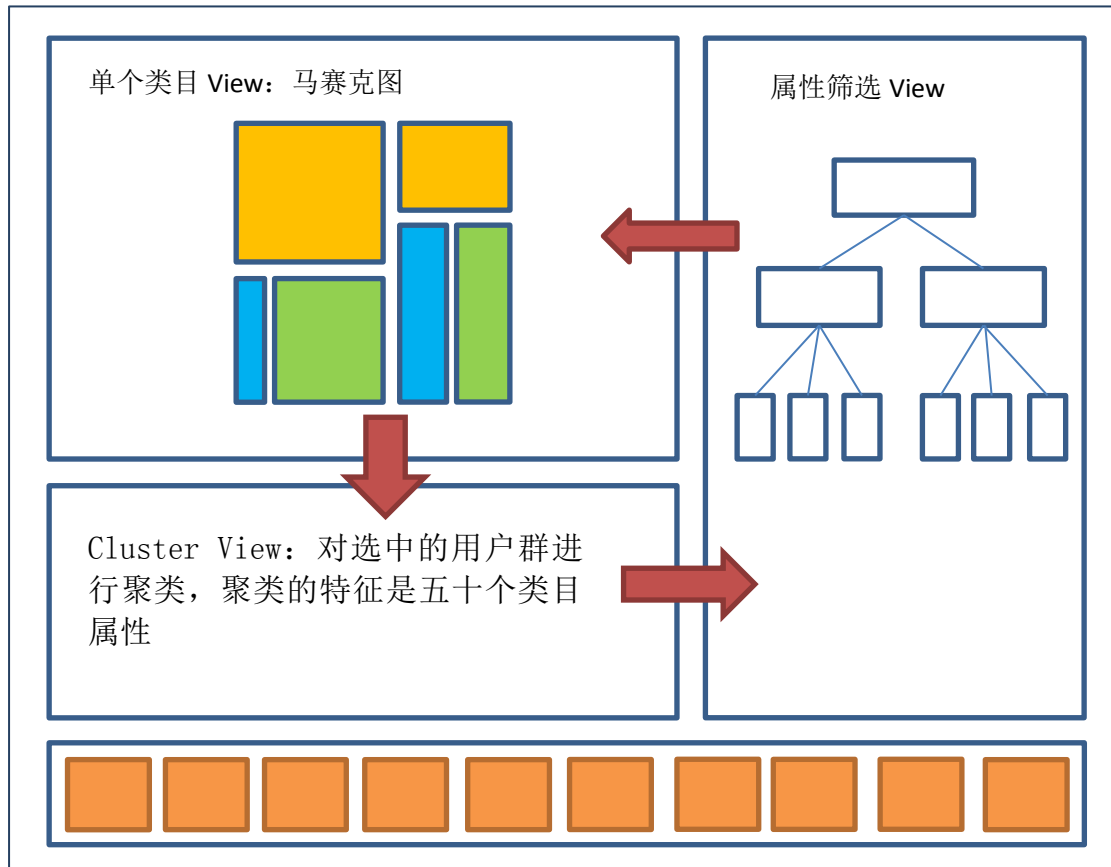 单个类目 View：马赛克图
属性筛选 View
Cluster View：对选中的用户群进
行聚类，聚类的特征是五十个类目
属性